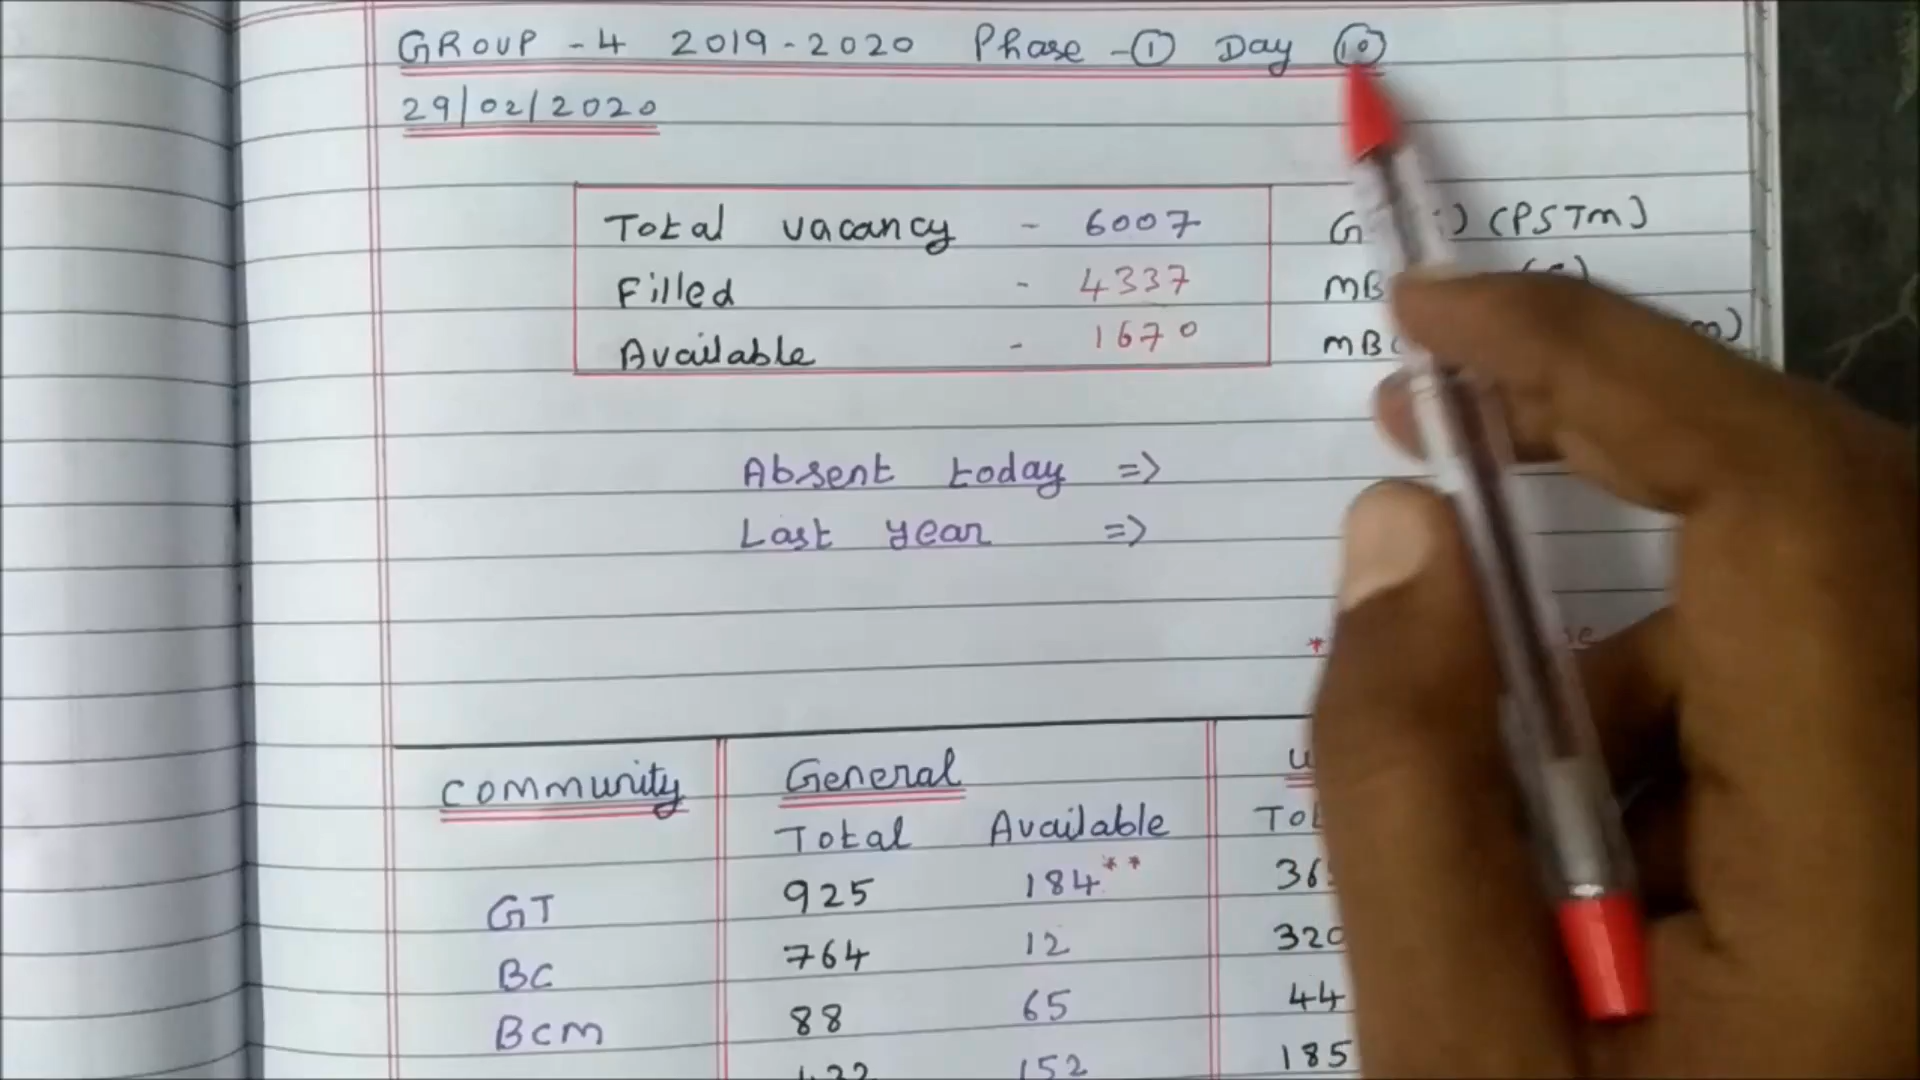 GROUP - 4 2019-2020 Phase -① Day ⑩
29/02/2020
Total vacancy - 6007
Filled - 4337
Available - 1670
(PSTM)
Absent today =>
Last year =>
Community General
Total Available
GT 925 184**
BC 764 12 320
BCM 88 65 44
152 185